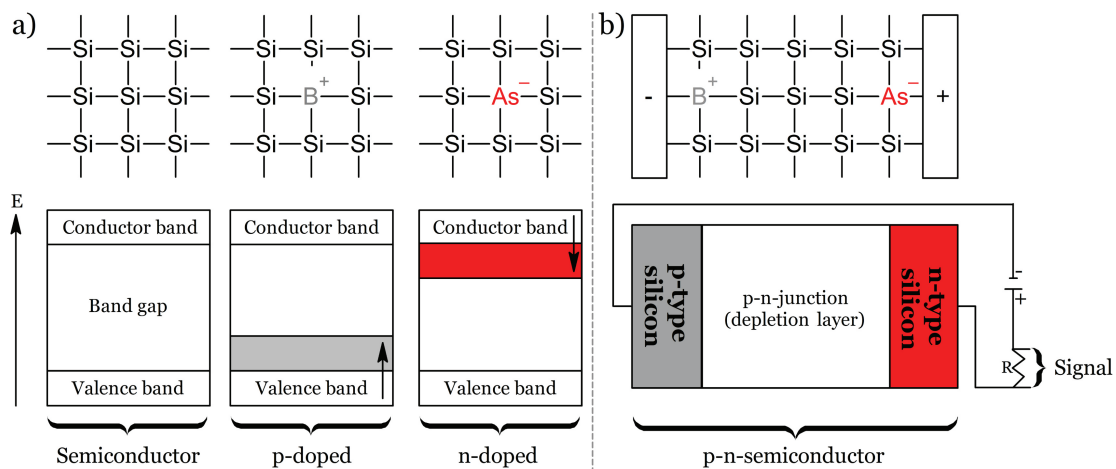 a)
Si Si Si
Si Si Si
Si Si Si
Si Si Si
Si B+ Si
Si Si Si
Si Si Si
Si As− Si
Si Si Si
b)
Si Si Si Si Si
- B+ Si Si Si As− +
Si Si Si Si Si
E
Conductor band
Band gap
Valence band
Semiconductor
Conductor band
Valence band
p-doped
Conductor band
Valence band
n-doped
p-type
silicon
p-n-junction
(depletion layer)
n-type
silicon
-
+
R
Signal
p-n-semiconductor